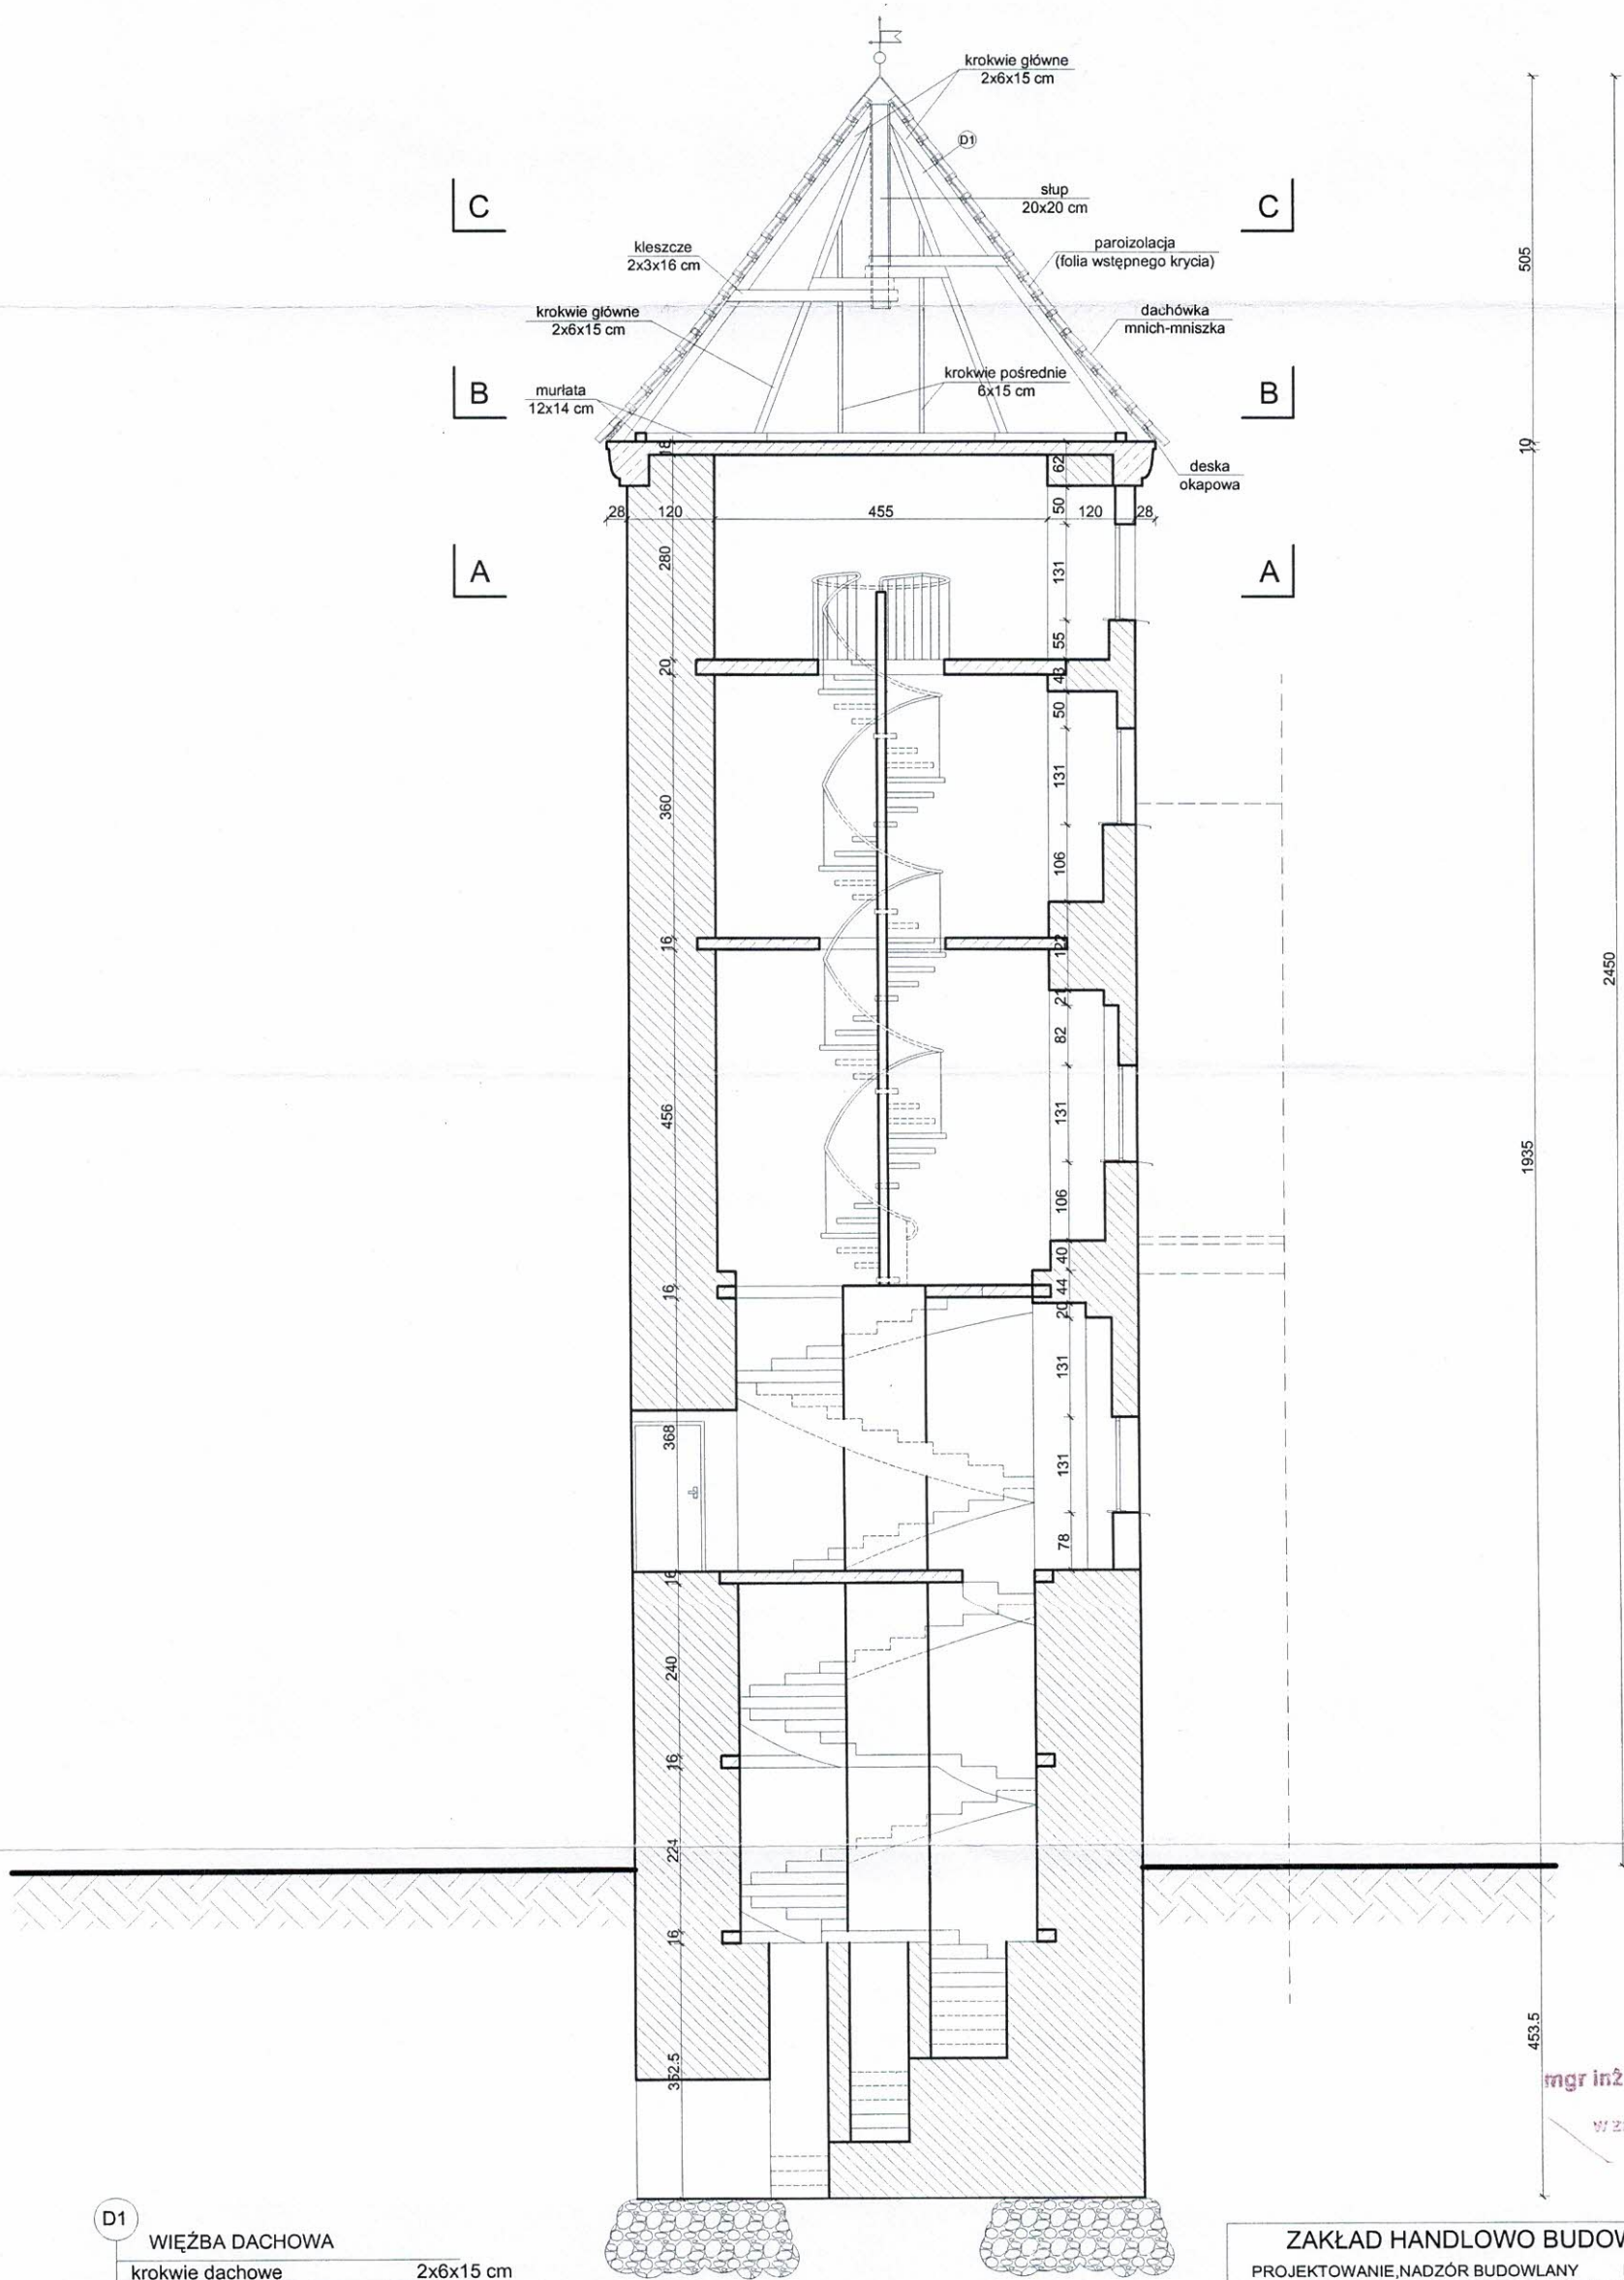 krokwie główne
2x6x15 cm
D1
C
słup
20x20 cm
C
kleszcze
2x3x16 cm
paroizolacja
(folia wstępnego krycia)
505
krokwie główne
2x6x15 cm
dachówka
mnich-mniszka
B
murłata
12x14 cm
krokwie pośrednie
6x15 cm
B
18
62
10
deska
okapowa
28
120
455
50
120
28
A
280
131
A
55
20
43
50
360
131
106
2450
16
122
21
82
456
131
1935
106
40
16
44
20
131
368
131
78
16
240
16
224
16
352.5
453.5
mgr inż
D1
WIĘŹBA DACHOWA
krokwie dachowe 2x6x15 cm
ZAKŁAD HANDLOWO BUDOW
PROJEKTOWANIE,NADZÓR BUDOWLANY